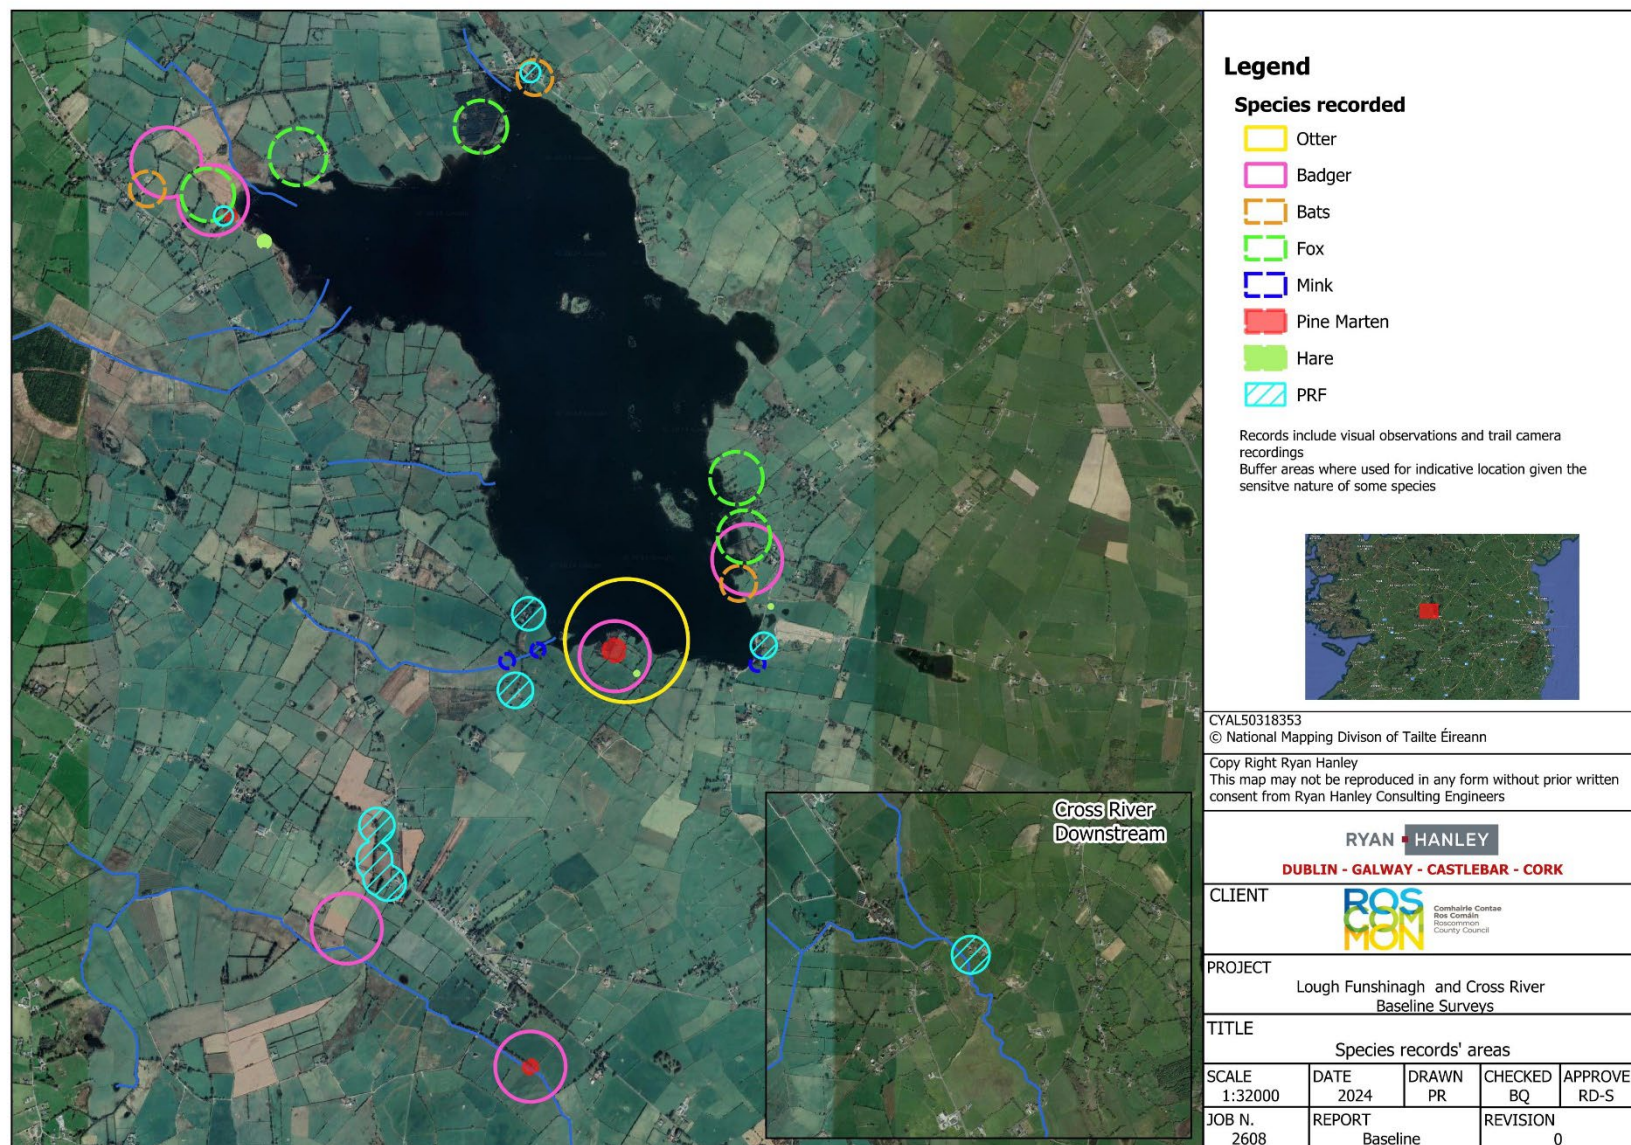 Legend
Species recorded
Otter
Badger
Bats
Fox
Mink
Pine Marten
Hare
PRF
Records include visual observations and trail camera
recordings
Buffer areas where used for indicative location given the
sensitve nature of some species
CYAL50318353
© National Mapping Divison of Tailte Éireann
Copy Right Ryan Hanley
This map may not be reproduced in any form without prior written
consent from Ryan Hanley Consulting Engineers
RYAN HANLEY
DUBLIN - GALWAY - CASTLEBAR - CORK
CLIENT
ROS
COM
MON
Comhairle Contae
Ros Comáin
Roscommon
County Council
PROJECT
Lough Funshinagh and Cross River
Baseline Surveys
TITLE
Species records' areas
SCALE
1:32000
DATE
2024
DRAWN
PR
CHECKED
BQ
APPROVE
RD-S
JOB N.
2608
REPORT
Baseline
REVISION
0
Cross River
Downstream